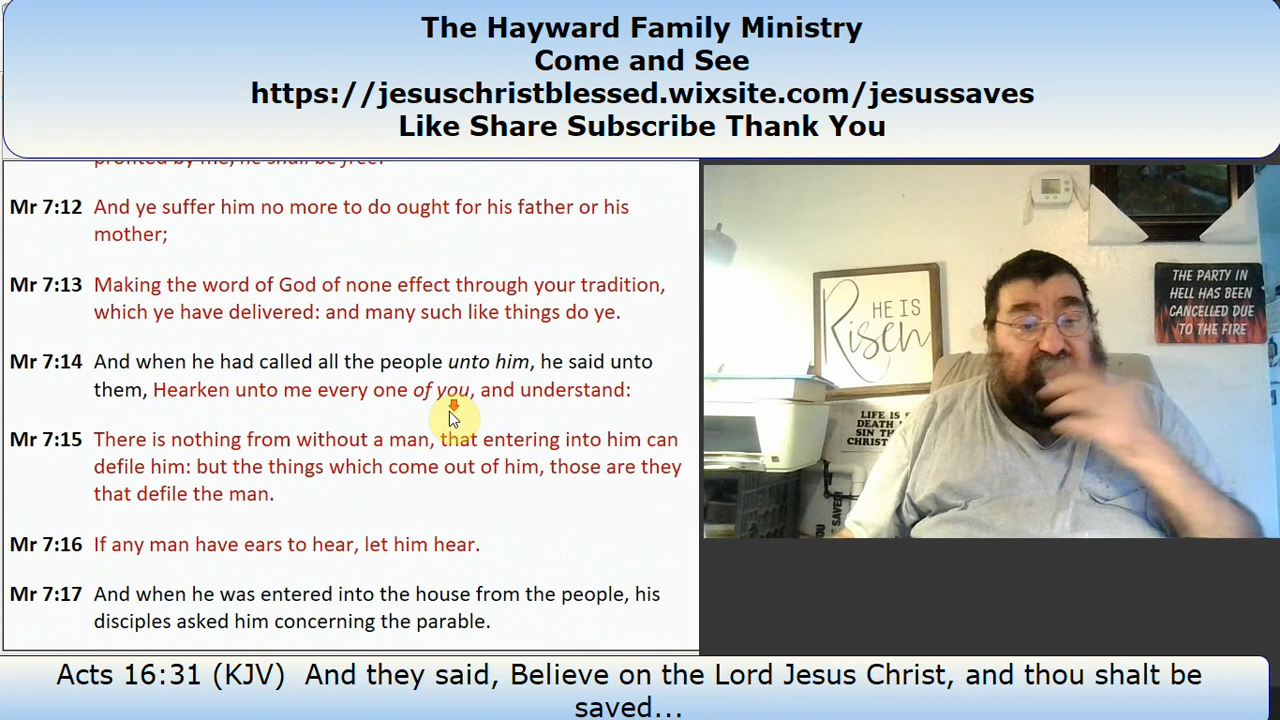 The Hayward Family Ministry
Come and See
https://jesuschristblessed.wixsite.com/jesussaves
Like Share Subscribe Thank You
profited by me, he shall be free.
Mr 7:12 And ye suffer him no more to do ought for his father or his
mother;
Mr 7:13 Making the word of God of none effect through your tradition,
which ye have delivered: and many such like things do ye.
Mr 7:14 And when he had called all the people unto him, he said unto
them, Hearken unto me every one of you, and understand:
Mr 7:15 There is nothing from without a man, that entering into him can
defile him: but the things which come out of him, those are they
that defile the man.
Mr 7:16 If any man have ears to hear, let him hear.
Mr 7:17 And when he was entered into the house from the people, his
disciples asked him concerning the parable.
HE IS
Risen
THE PARTY IN
HELL HAS BEEN
CANCELLED DUE
TO THE FIRE
LIFE IS
DEATH
SIN TH
CHRIST
Acts 16:31 (KJV) And they said, Believe on the Lord Jesus Christ, and thou shalt be
saved...